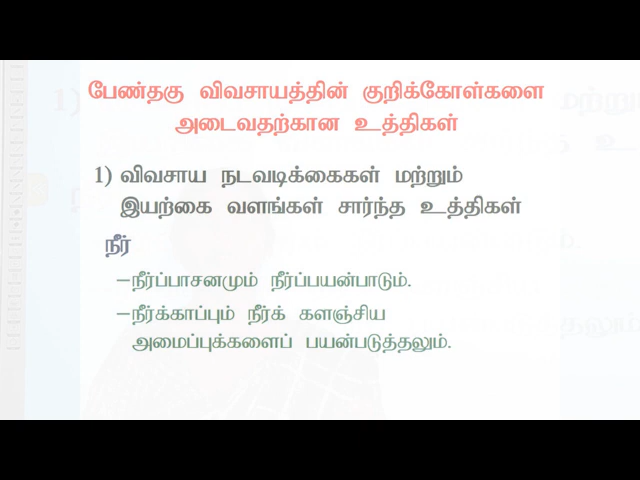 பேண்தகு விவசாயத்தின் குறிக்கோள்களை
அடைவதற்கான உத்திகள்
1) விவசாய நடவடிக்கைகள் மற்றும்
இயற்கை வளங்கள் சார்ந்த உத்திகள்
நீர்
–நீர்ப்பாசனமும் நீர்ப்பயன்பாடும்.
–நீர்க்காப்பும் நீர்க் களஞ்சிய
அமைப்புக்களைப் பயன்படுத்தலும்.